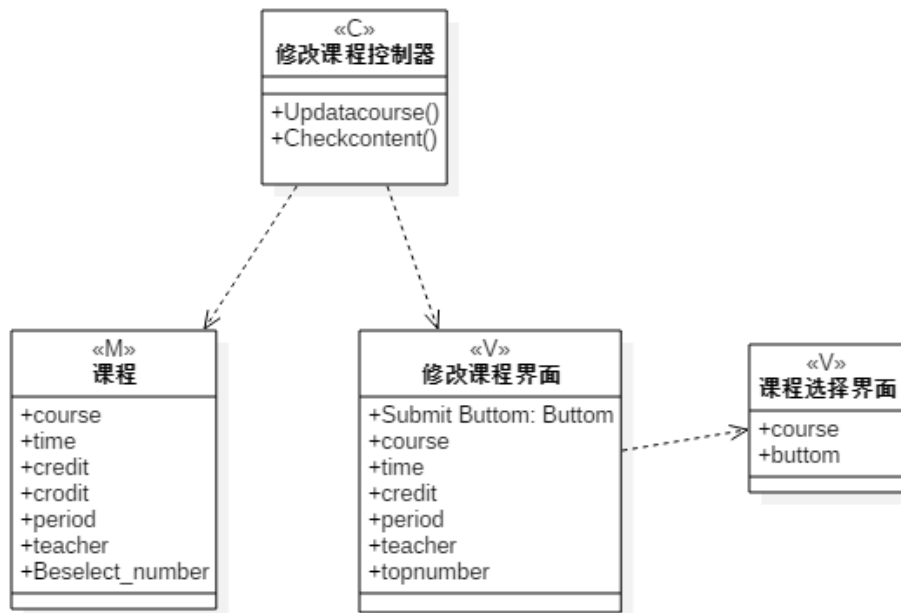 «C»
修改课程控制器
+Updatacourse()
+Checkcontent()
«M»
课程
+course
+time
+credit
+crodit
+period
+teacher
+Beselect_number
«V»
修改课程界面
+Submit Buttom: Buttom
+course
+time
+credit
+period
+teacher
+topnumber
«V»
课程选择界面
+course
+buttom